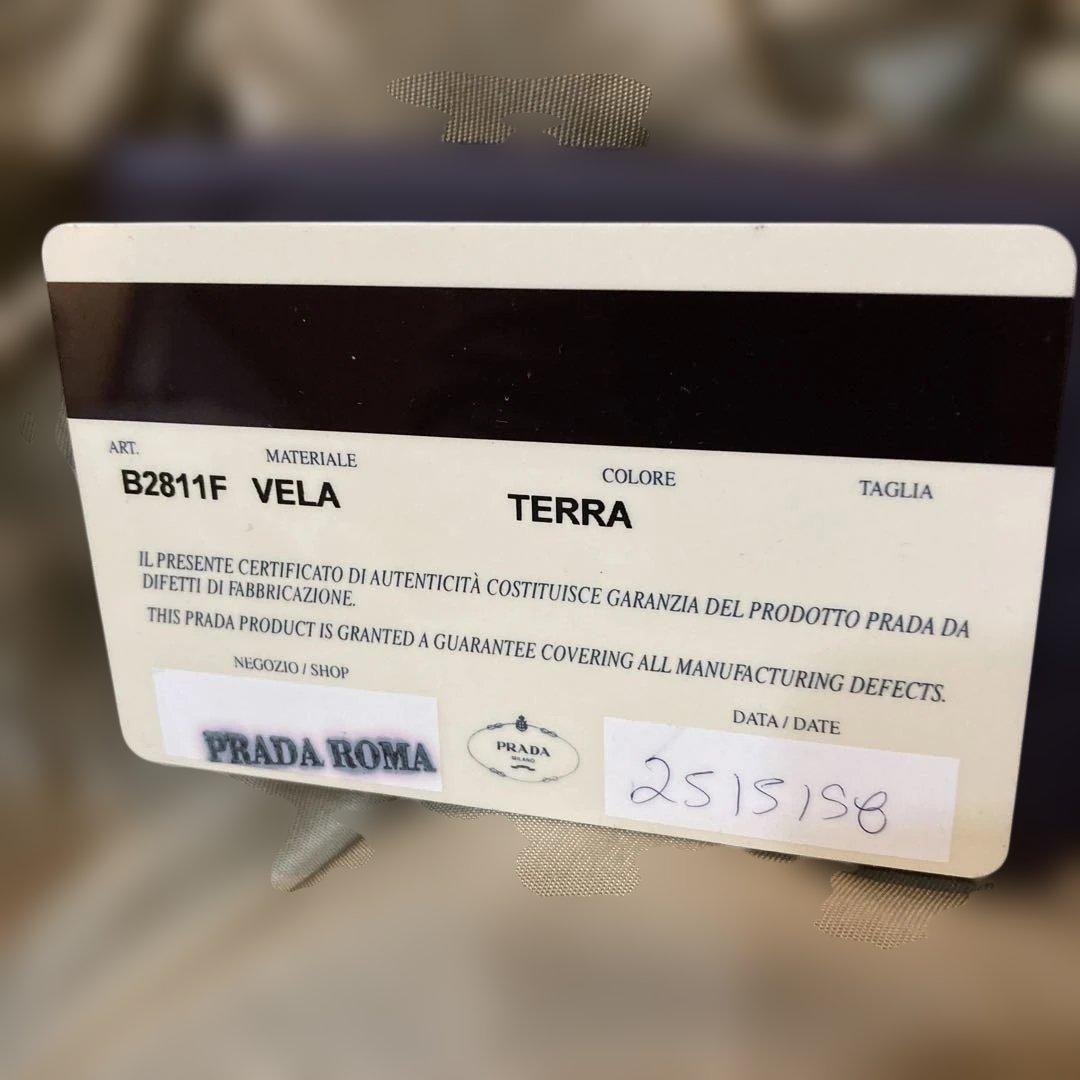 ART. MATERIALE COLORE TAGLIA
B2811F VELA TERRA
IL PRESENTE CERTIFICATO DI AUTENTICITÀ COSTITUISCE GARANZIA DEL PRODOTTO PRADA DA
DIFETTI DI FABBRICAZIONE.
THIS PRADA PRODUCT IS GRANTED A GUARANTEE COVERING ALL MANUFACTURING DEFECTS.
NEGOZIO / SHOP
PRADA ROMA
PRADA
MILANO
DATA / DATE
25/5/98